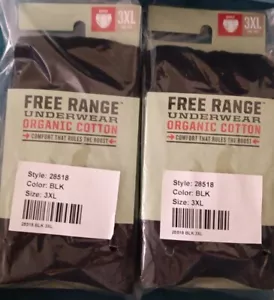 3XL
FREE RANGE
UNDERWEAR
ORGANIC COTTON
COMFORT THAT RULES THE ROOST
Style: 28518
Color: BLK
Size: 3XL
28518 BLK 3XL
3XL
FREE RANGE
UNDERWEAR
ORGANIC COTTON
COMFORT THAT RULES THE ROOST
Style: 28518
Color: BLK
Size: 3XL
28518 BLK 3XL